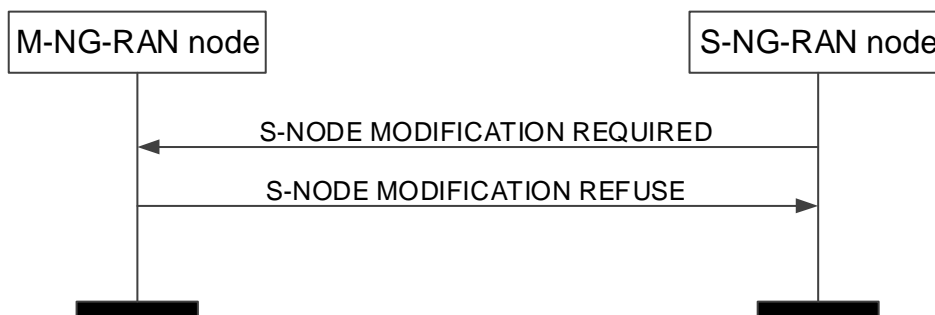 M-NG-RAN node
S-NG-RAN node
S-NODE MODIFICATION REQUIRED
S-NODE MODIFICATION REFUSE